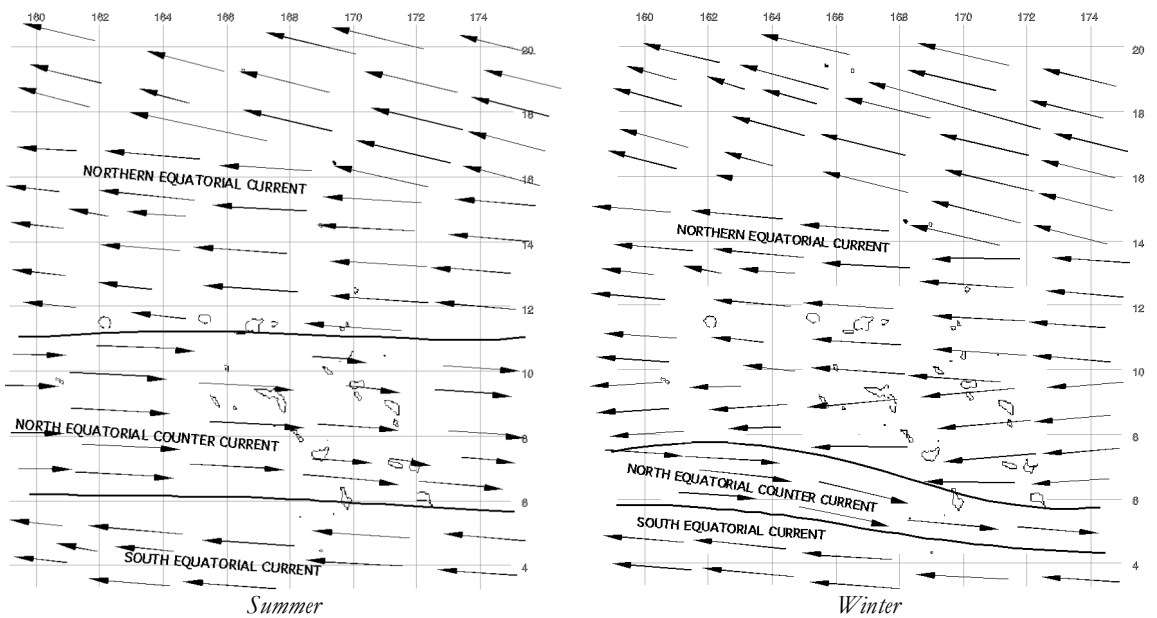 160 162 164 166 168 170 172 174
20
18
16
NORTHERN EQUATORIAL CURRENT
14
12
10
8
NORTH EQUATORIAL COUNTER CURRENT
6
SOUTH EQUATORIAL CURRENT
4
Summer
160 162 164 166 168 170 172 174
20
18
16
NORTHERN EQUATORIAL CURRENT
14
12
10
8
NORTH EQUATORIAL COUNTER CURRENT
6
SOUTH EQUATORIAL CURRENT
4
Winter